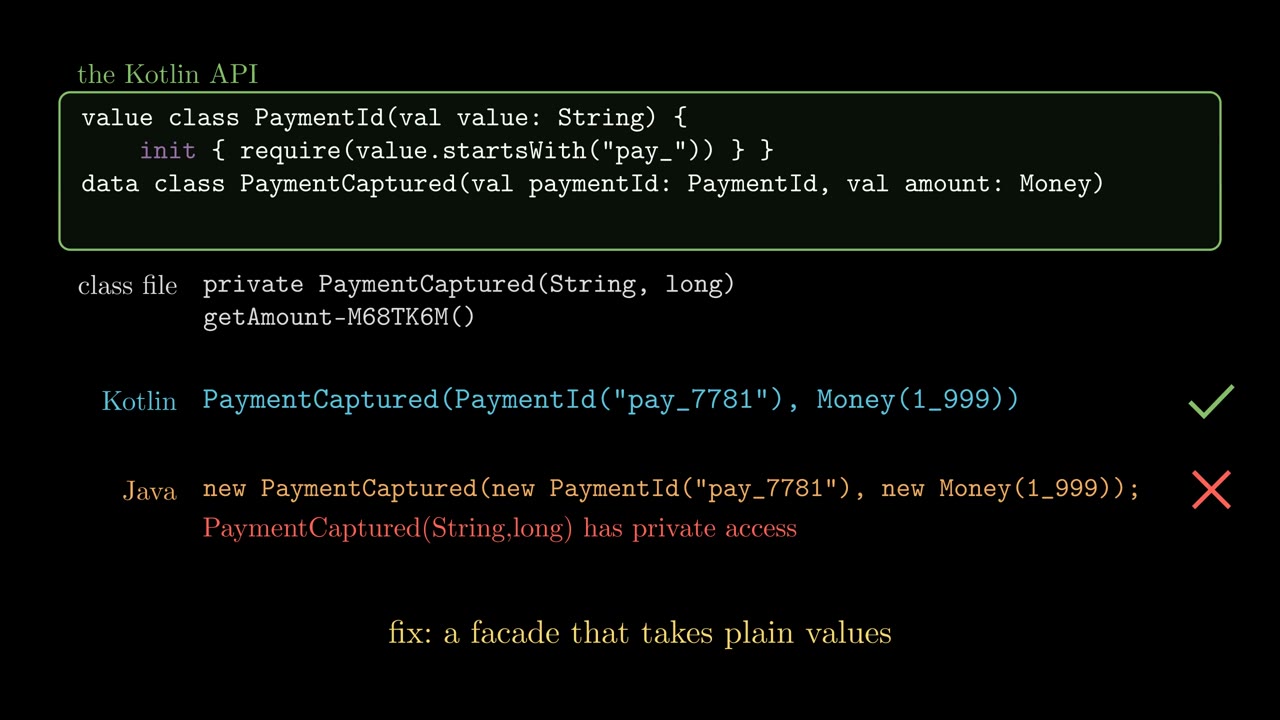 the Kotlin API
value class PaymentId(val value: String) {
    init { require(value.startsWith("pay_")) } }
data class PaymentCaptured(val paymentId: PaymentId, val amount: Money)
class file private PaymentCaptured(String, long)
getAmount-M68TK6M()
Kotlin PaymentCaptured(PaymentId("pay_7781"), Money(1_999))
Java new PaymentCaptured(new PaymentId("pay_7781"), new Money(1_999));
PaymentCaptured(String,long) has private access
fix: a facade that takes plain values